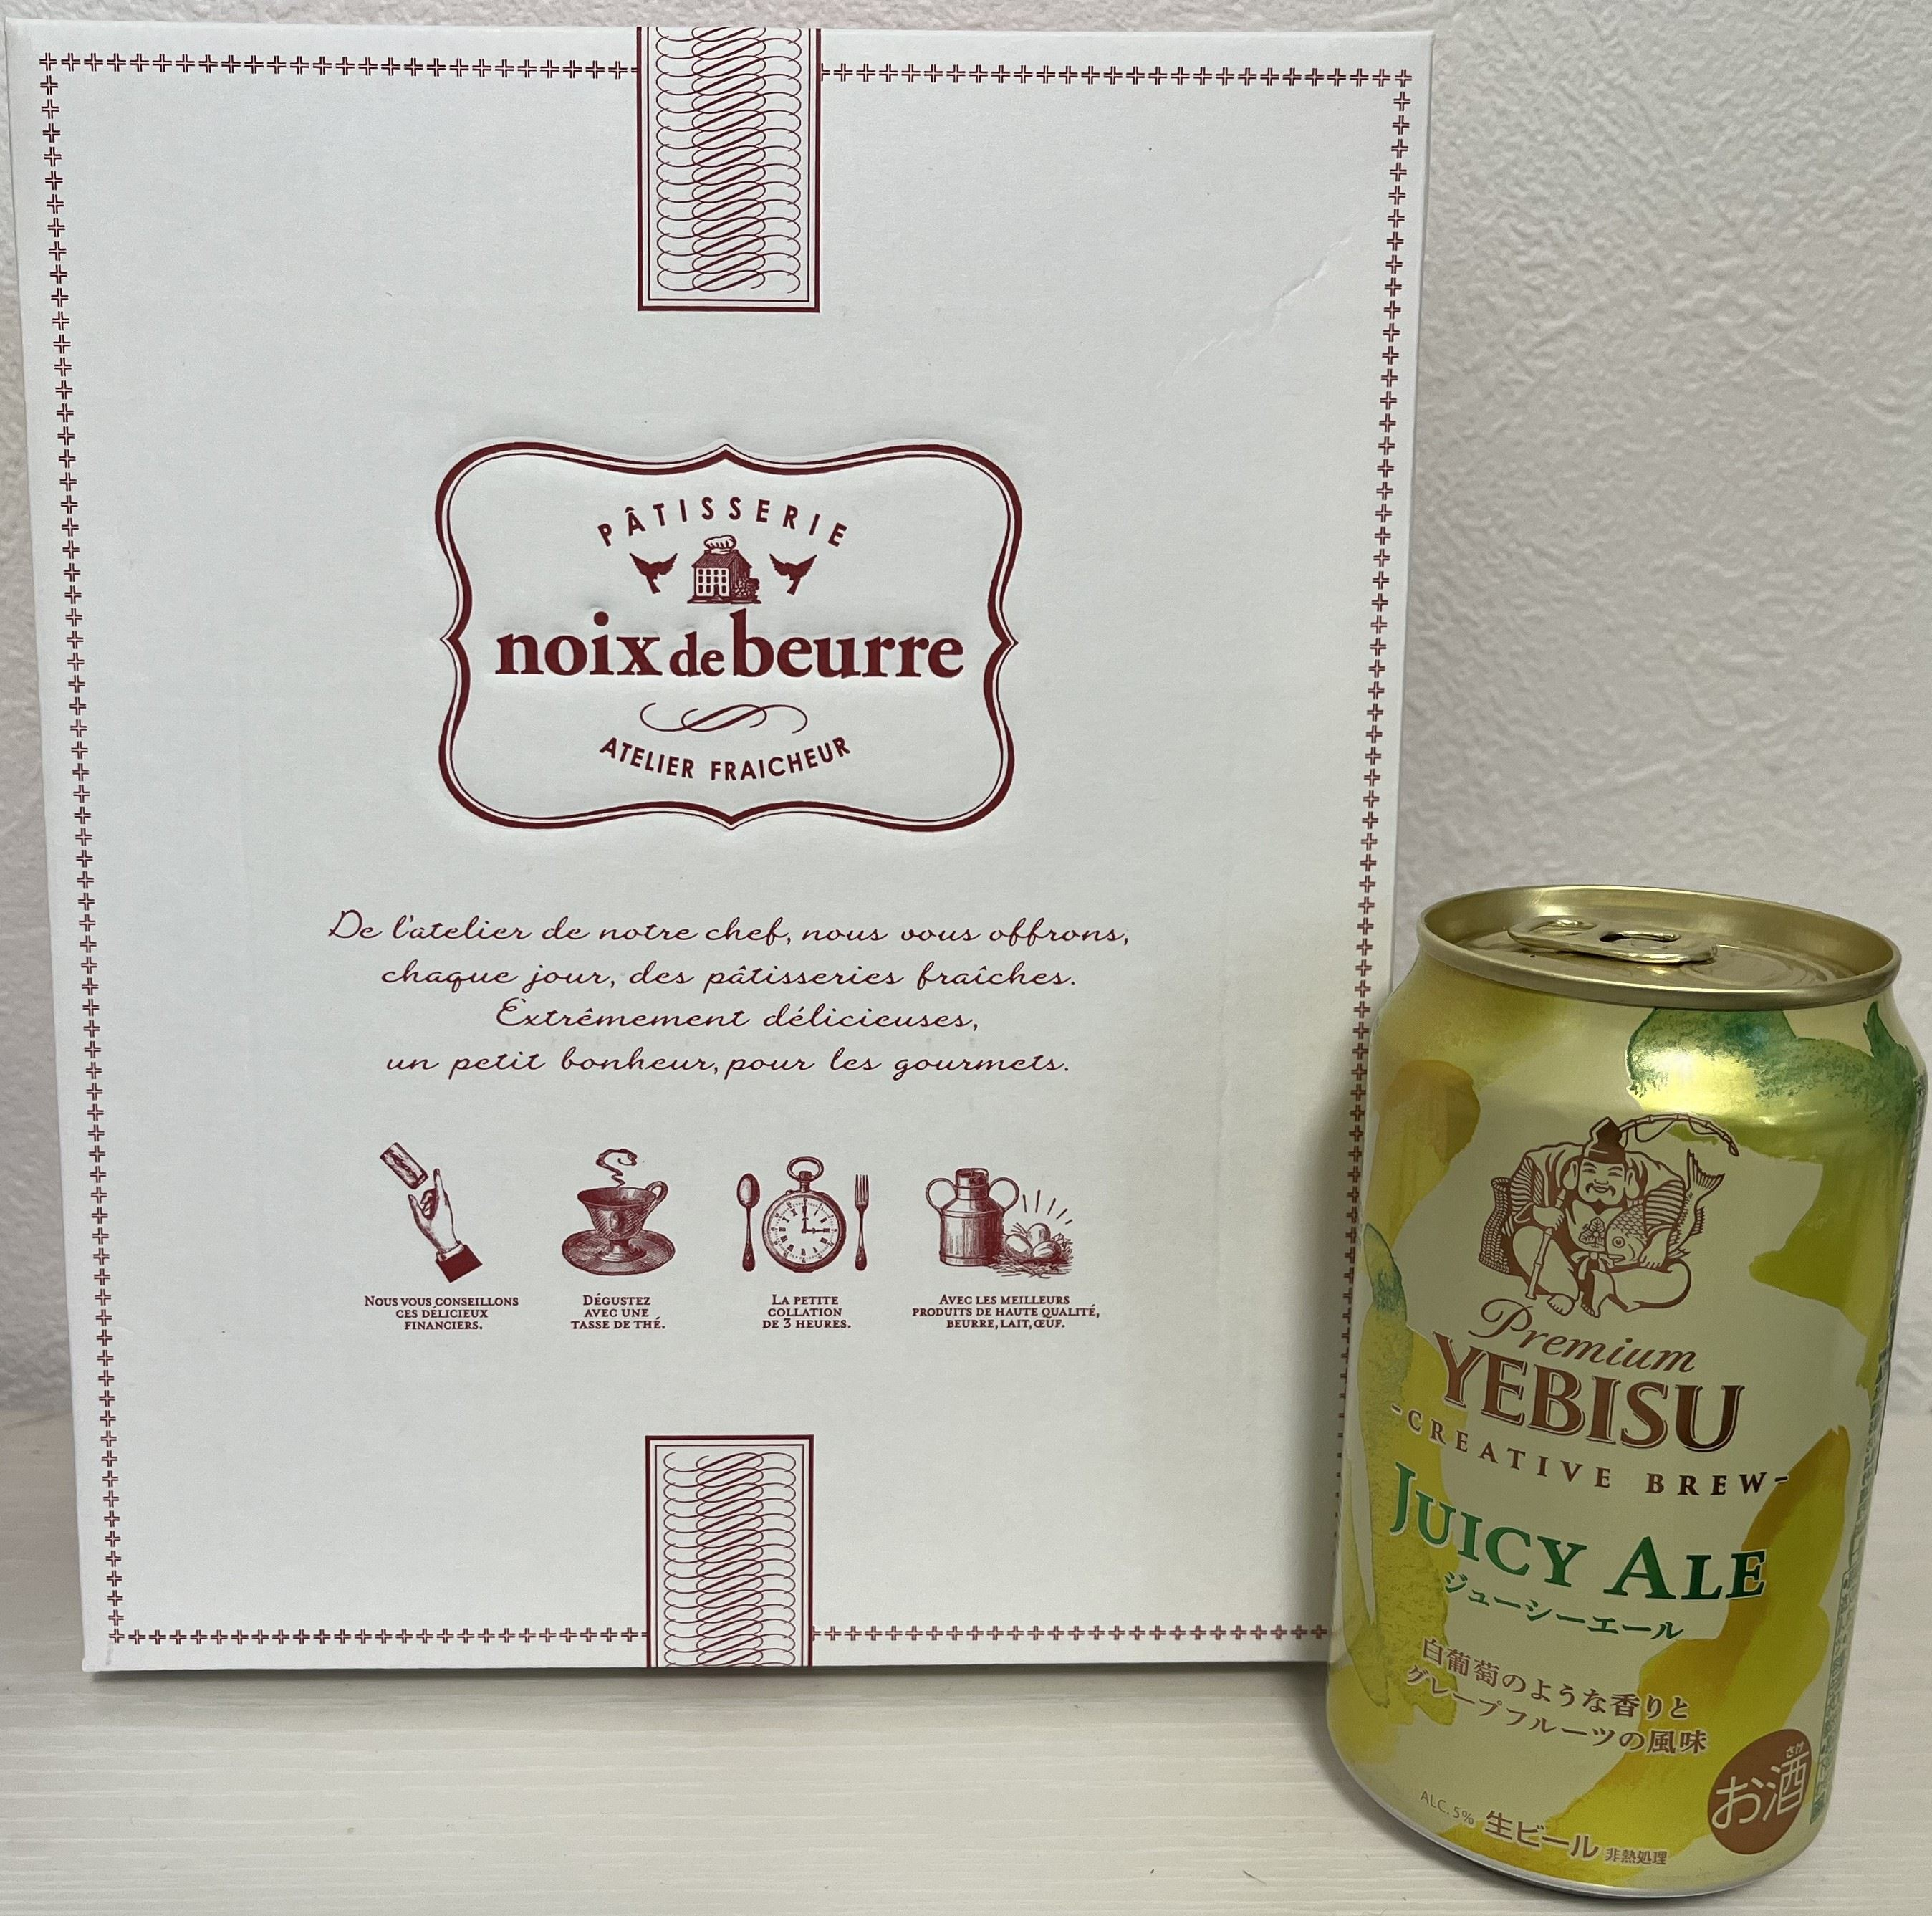 PÂTISSERIE
noix de beurre
ATELIER FRAICHEUR
De l'atelier de notre chef, nous vous offrons,
chaque jour, des pâtisseries fraîches.
Extrêmement délicieuses,
un petit bonheur, pour les gourmets.
NOUS VOUS CONSEILLONS
CES DÉLICIEUX
FINANCIERS.
DÉGUSTEZ
AVEC UNE
TASSE DE THÉ.
LA PETITE
COLLATION
DE 3 HEURES.
AVEC LES MEILLEURS
PRODUITS DE HAUTE QUALITÉ,
BEURRE, LAIT, ŒUF.
Premium
YEBISU
-CREATIVE BREW-
JUICY ALE
ジューシーエール
白葡萄のような香りと
グレープフルーツの風味
さけ
お酒
ALC.5% 生ビール 非熱処理